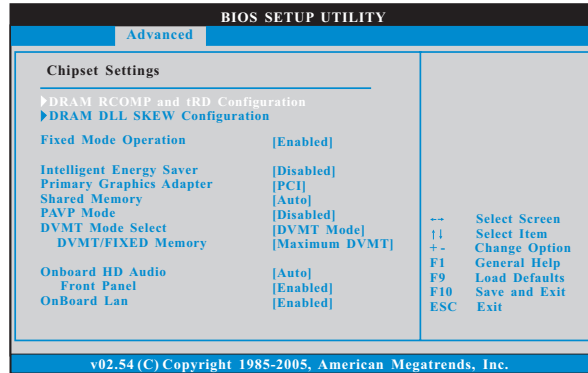 BIOS SETUP UTILITY
Advanced
Chipset Settings
DRAM RCOMP and tRD Configuration
DRAM DLL SKEW Configuration
Fixed Mode Operation [Enabled]
Intelligent Energy Saver [Disabled]
Primary Graphics Adapter [PCI]
Shared Memory [Auto]
PAVP Mode [Disabled]
DVMT Mode Select [DVMT Mode]
DVMT/FIXED Memory [Maximum DVMT]
Onboard HD Audio [Auto]
Front Panel [Enabled]
OnBoard Lan [Enabled]
←→ Select Screen
↑↓ Select Item
+ - Change Option
F1 General Help
F9 Load Defaults
F10 Save and Exit
ESC Exit
v02.54 (C) Copyright 1985-2005, American Megatrends, Inc.